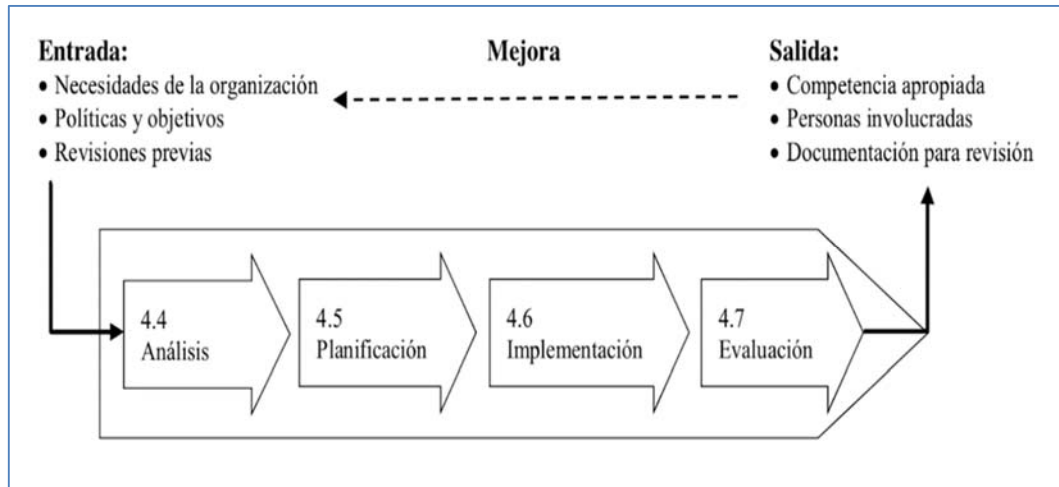 Entrada:
• Necesidades de la organización
• Políticas y objetivos
• Revisiones previas
Mejora
Salida:
• Competencia apropiada
• Personas involucradas
• Documentación para revisión
4.4
Análisis
4.5
Planificación
4.6
Implementación
4.7
Evaluación